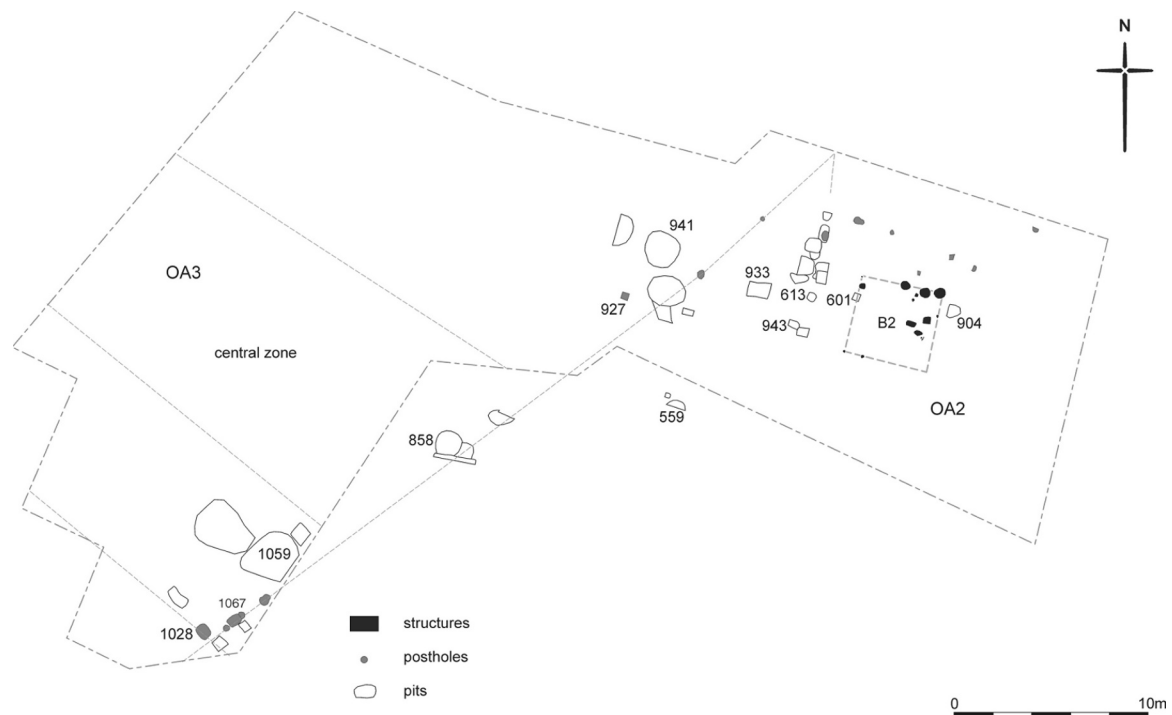 N
941
OA3
933
613
601
927
B2
904
943
central zone
OA2
559
858
1059
1067
1028
structures
postholes
pits
0
10m